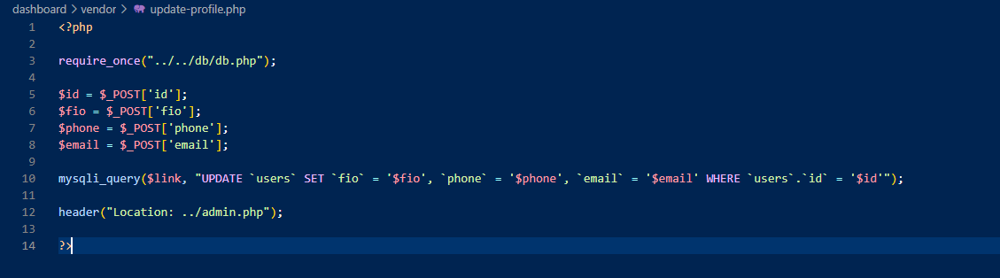 dashboard > vendor > update-profile.php
1 <?php
2
3 require_once("../../db/db.php");
4
5 $id = $_POST['id'];
6 $fio = $_POST['fio'];
7 $phone = $_POST['phone'];
8 $email = $_POST['email'];
9
10 mysqli_query($link, "UPDATE `users` SET `fio` = '$fio', `phone` = '$phone', `email` = '$email' WHERE `users`.`id` = '$id'");
11
12 header("Location: ../admin.php");
13
14 ?>